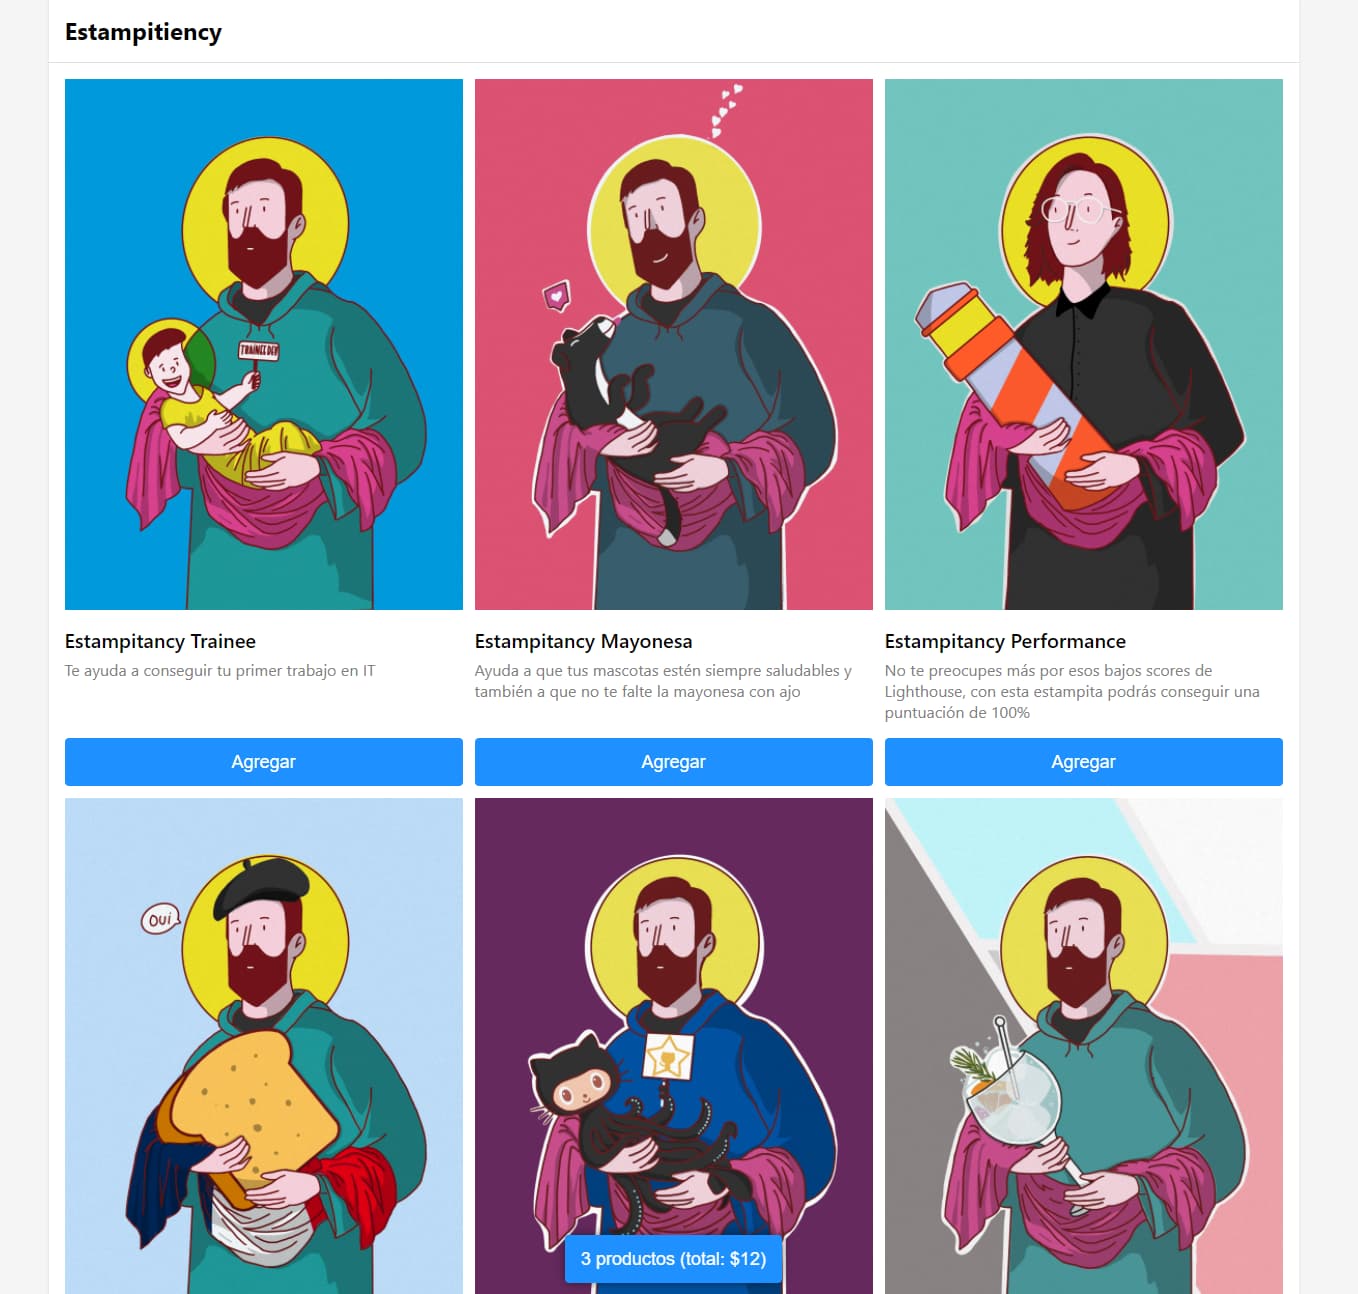 Estampitiency
TRAINEE DEV
Estampitancy Trainee
Te ayuda a conseguir tu primer trabajo en IT
Agregar
Estampitancy Mayonesa
Ayuda a que tus mascotas estén siempre saludables y
también a que no te falte la mayonesa con ajo
Agregar
Estampitancy Performance
No te preocupes más por esos bajos scores de
Lighthouse, con esta estampita podrás conseguir una
puntuación de 100%
Agregar
OUI
3 productos (total: $12)